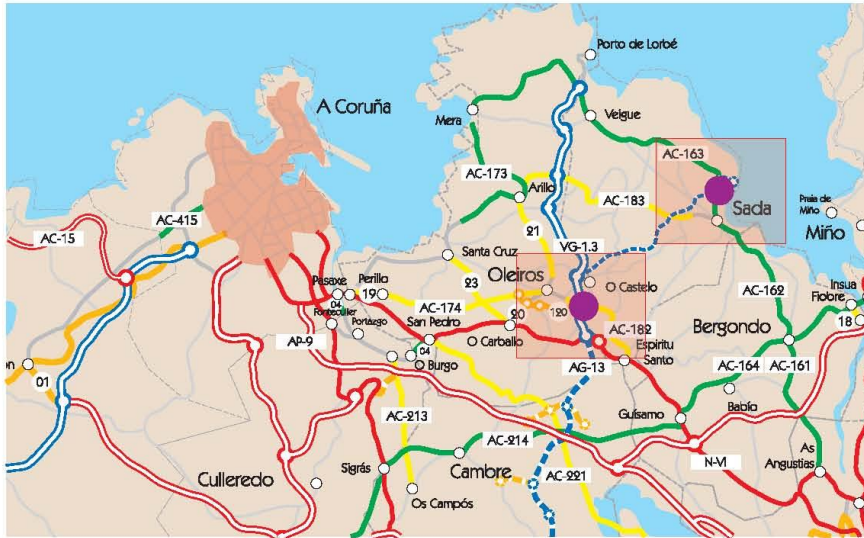 Porto de Lorbé
A Coruña
Mera
Veigue
AC-163
AC-173
Arillo
AC-183
Sada
Praia de
Miño
Miño
AC-415
AC-15
21
VG-1.3
Santa Cruz
Oleiros
O Castelo
23
Pasaxe
Perillo
19
AC-174
04
Fonteculler
Portazgo
San Pedro
20
120
AC-162
Insua
Fiobre
18
AC-182
Bergondo
AP-9
O Carballo
Espiritu
Santo
O Burgo
04
AG-13
AC-164
AC-161
01
AC-213
Guísamo
Babía
AC-214
N-VI
As
Angustias
Culleredo
Sigrás
Cambre
AC-221
Os Campós